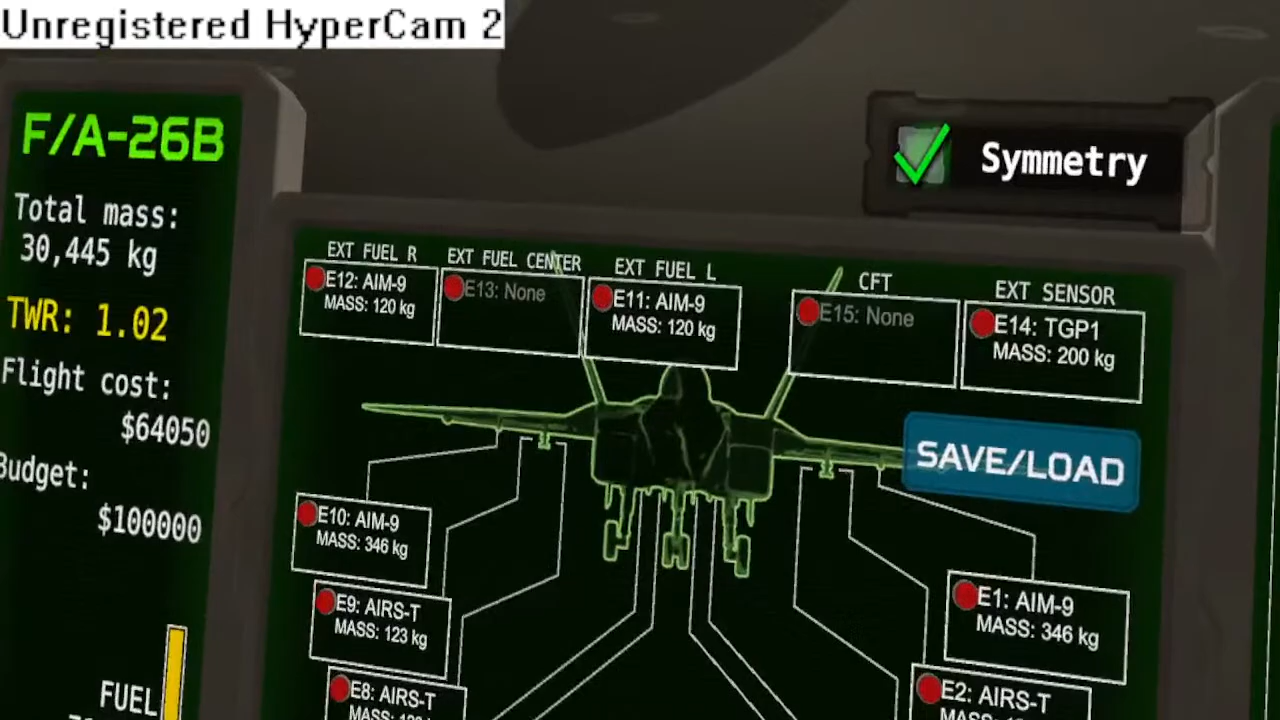 Unregistered HyperCam 2
F/A-26B
Total mass:
30,445 kg
TWR: 1.02
Flight cost:
$64050
Budget:
$100000
FUEL
Symmetry
EXT FUEL R
E12: AIM-9
MASS: 120 kg
EXT FUEL CENTER
E13: None
EXT FUEL L
E11: AIM-9
MASS: 120 kg
CFT
E15: None
EXT SENSOR
E14: TGP1
MASS: 200 kg
SAVE/LOAD
E10: AIM-9
MASS: 346 kg
E9: AIRS-T
MASS: 123 kg
E8: AIRS-T
E1: AIM-9
MASS: 346 kg
E2: AIRS-T